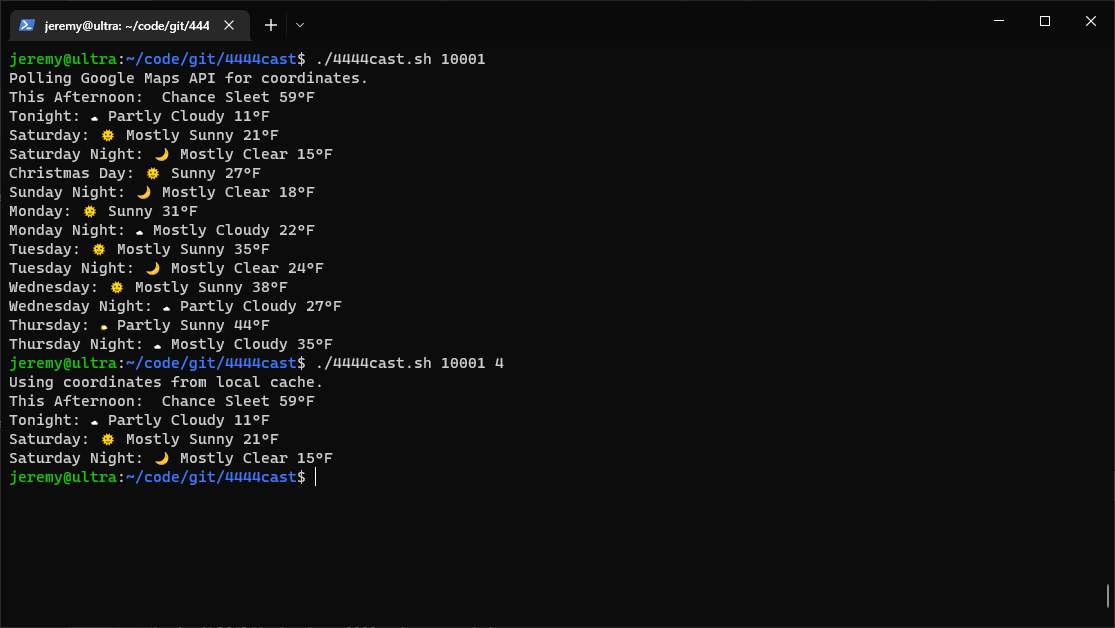 jeremy@ultra: ~/code/git/444
jeremy@ultra:~/code/git/4444cast$ ./4444cast.sh 10001
Polling Google Maps API for coordinates.
This Afternoon:  Chance Sleet 59°F
Tonight: ☁ Partly Cloudy 11°F
Saturday: 🌞 Mostly Sunny 21°F
Saturday Night: 🌙 Mostly Clear 15°F
Christmas Day: 🌞 Sunny 27°F
Sunday Night: 🌙 Mostly Clear 18°F
Monday: 🌞 Sunny 31°F
Monday Night: ☁ Mostly Cloudy 22°F
Tuesday: 🌞 Mostly Sunny 35°F
Tuesday Night: 🌙 Mostly Clear 24°F
Wednesday: 🌞 Mostly Sunny 38°F
Wednesday Night: ☁ Partly Cloudy 27°F
Thursday: ⛅ Partly Sunny 44°F
Thursday Night: ☁ Mostly Cloudy 35°F
jeremy@ultra:~/code/git/4444cast$ ./4444cast.sh 10001 4
Using coordinates from local cache.
This Afternoon:  Chance Sleet 59°F
Tonight: ☁ Partly Cloudy 11°F
Saturday: 🌞 Mostly Sunny 21°F
Saturday Night: 🌙 Mostly Clear 15°F
jeremy@ultra:~/code/git/4444cast$